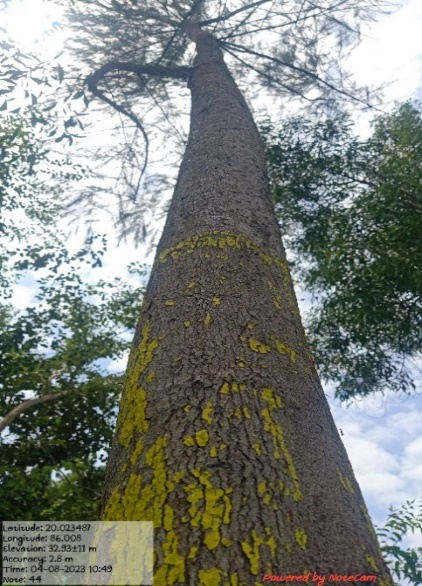 Latitude: 20.023487
Longitude: 86.008
Elevation: 32.93±11 m
Accuracy: 2.8 m
Time: 04-08-2023 10:49
Note: 44
Powered by NoteCam